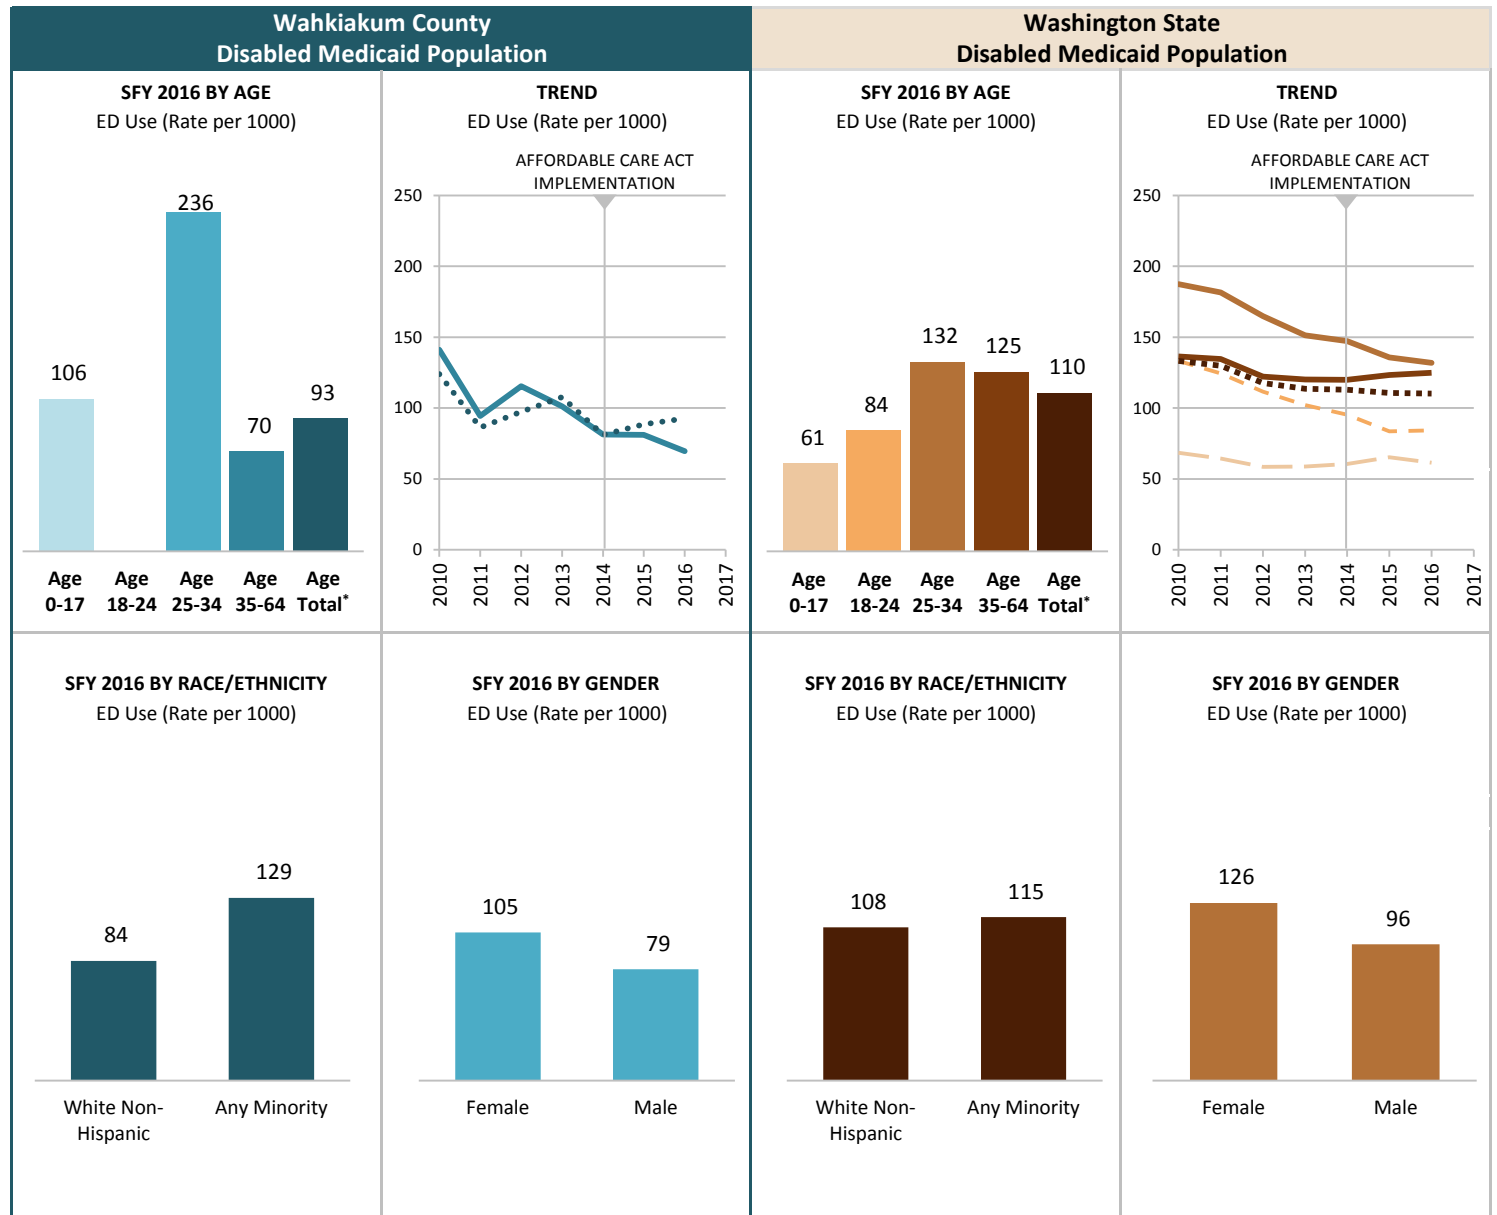 Wahkiakum County
Disabled Medicaid Population
Washington State
Disabled Medicaid Population
SFY 2016 BY AGE
ED Use (Rate per 1000)
106
236
70
93
Age 0-17
Age 18-24
Age 25-34
Age 35-64
Age Total*
TREND
ED Use (Rate per 1000)
AFFORDABLE CARE ACT
IMPLEMENTATION
250
200
150
100
50
0
2010
2011
2012
2013
2014
2015
2016
2017
SFY 2016 BY AGE
ED Use (Rate per 1000)
61
84
132
125
110
Age 0-17
Age 18-24
Age 25-34
Age 35-64
Age Total*
TREND
ED Use (Rate per 1000)
AFFORDABLE CARE ACT
IMPLEMENTATION
250
200
150
100
50
0
2010
2011
2012
2013
2014
2015
2016
2017
SFY 2016 BY RACE/ETHNICITY
ED Use (Rate per 1000)
84
129
White Non-
Hispanic
Any Minority
SFY 2016 BY GENDER
ED Use (Rate per 1000)
105
79
Female
Male
SFY 2016 BY RACE/ETHNICITY
ED Use (Rate per 1000)
108
115
White Non-
Hispanic
Any Minority
SFY 2016 BY GENDER
ED Use (Rate per 1000)
126
96
Female
Male